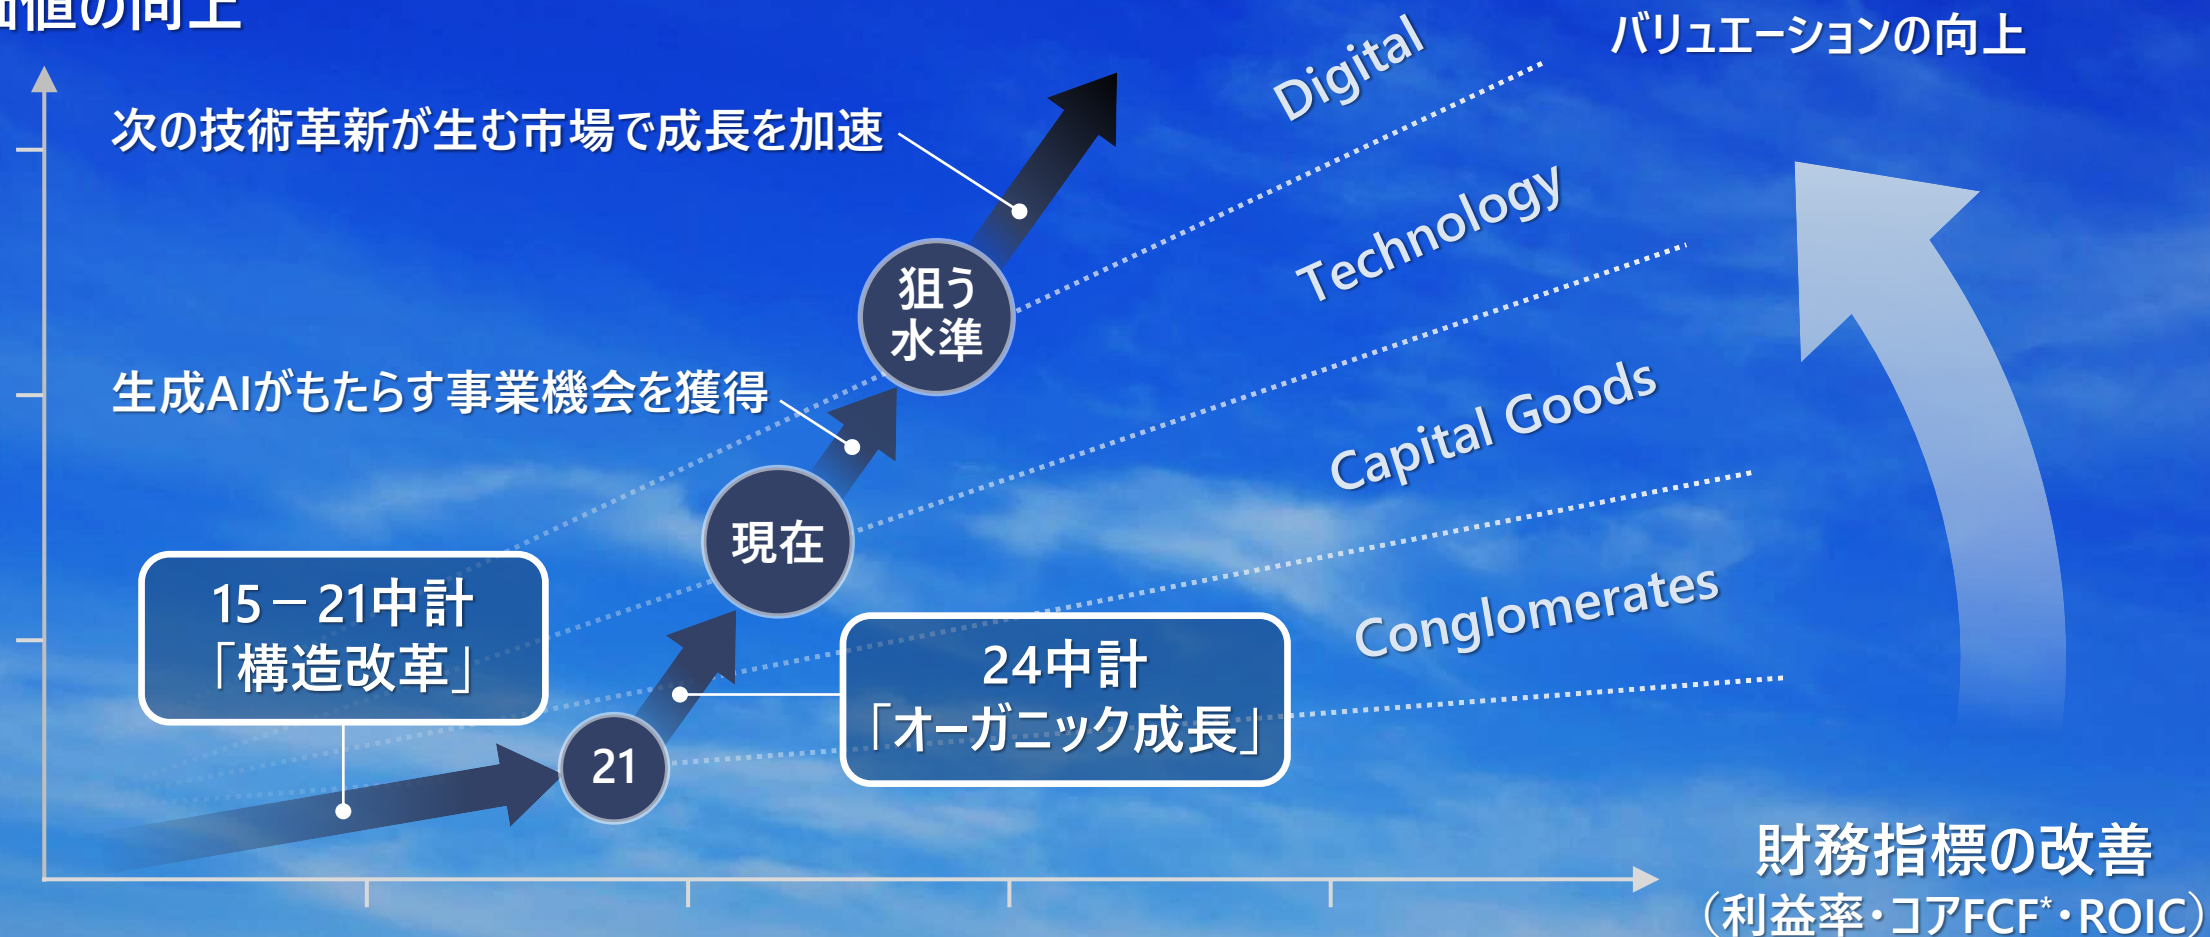 値の向上
バリュエーションの向上
Digital
次の技術革新が生む市場で成長を加速
Technology
狙う
水準
生成AIがもたらす事業機会を獲得
Capital Goods
現在
15－21中計
「構造改革」
Conglomerates
24中計
「オーガニック成長」
21
財務指標の改善
（利益率・コアFCF*・ROIC）